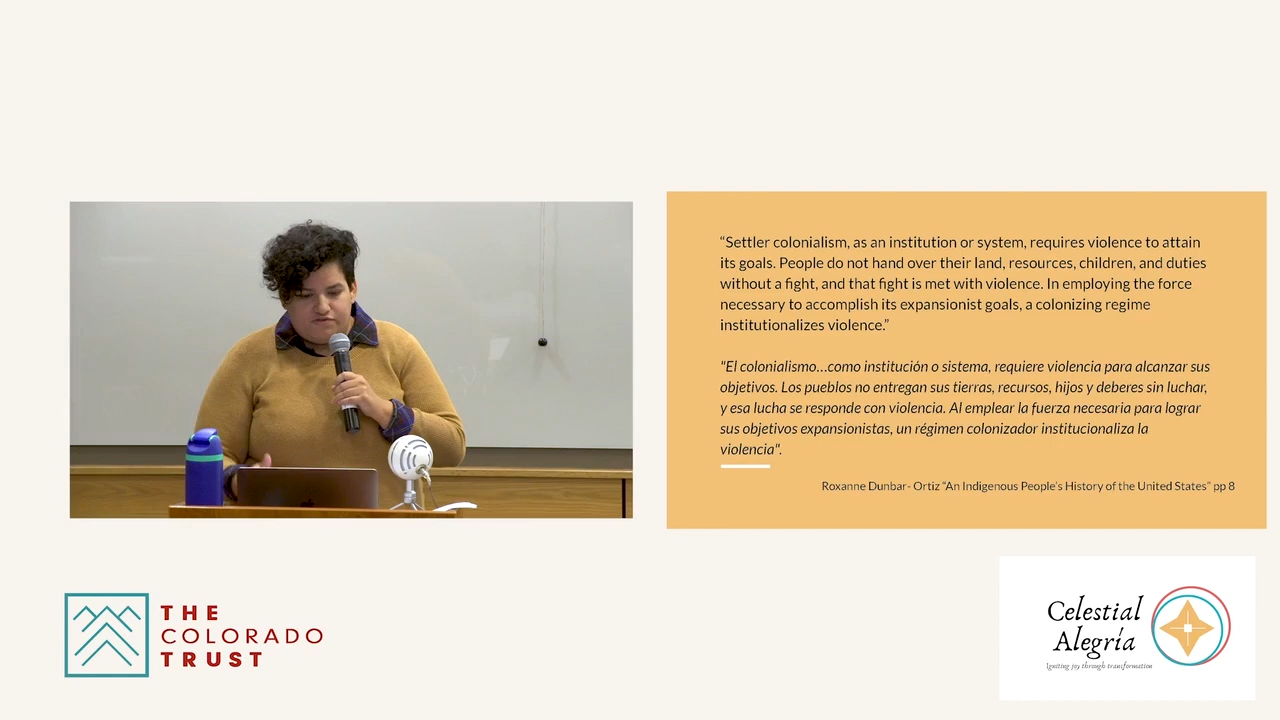 “Settler colonialism, as an institution or system, requires violence to attain
its goals. People do not hand over their land, resources, children, and duties
without a fight, and that fight is met with violence. In employing the force
necessary to accomplish its expansionist goals, a colonizing regime
institutionalizes violence.”
"El colonialismo...como institución o sistema, requiere violencia para alcanzar sus
objetivos. Los pueblos no entregan sus tierras, recursos, hijos y deberes sin luchar,
y esa lucha se responde con violencia. Al emplear la fuerza necesaria para lograr
sus objetivos expansionistas, un régimen colonizador institucionaliza la
violencia".
Roxanne Dunbar- Ortiz “An Indigenous People’s History of the United States” pp 8
THE
COLORADO
TRUST
Celestial
Alegría
Igniting joy through transformation